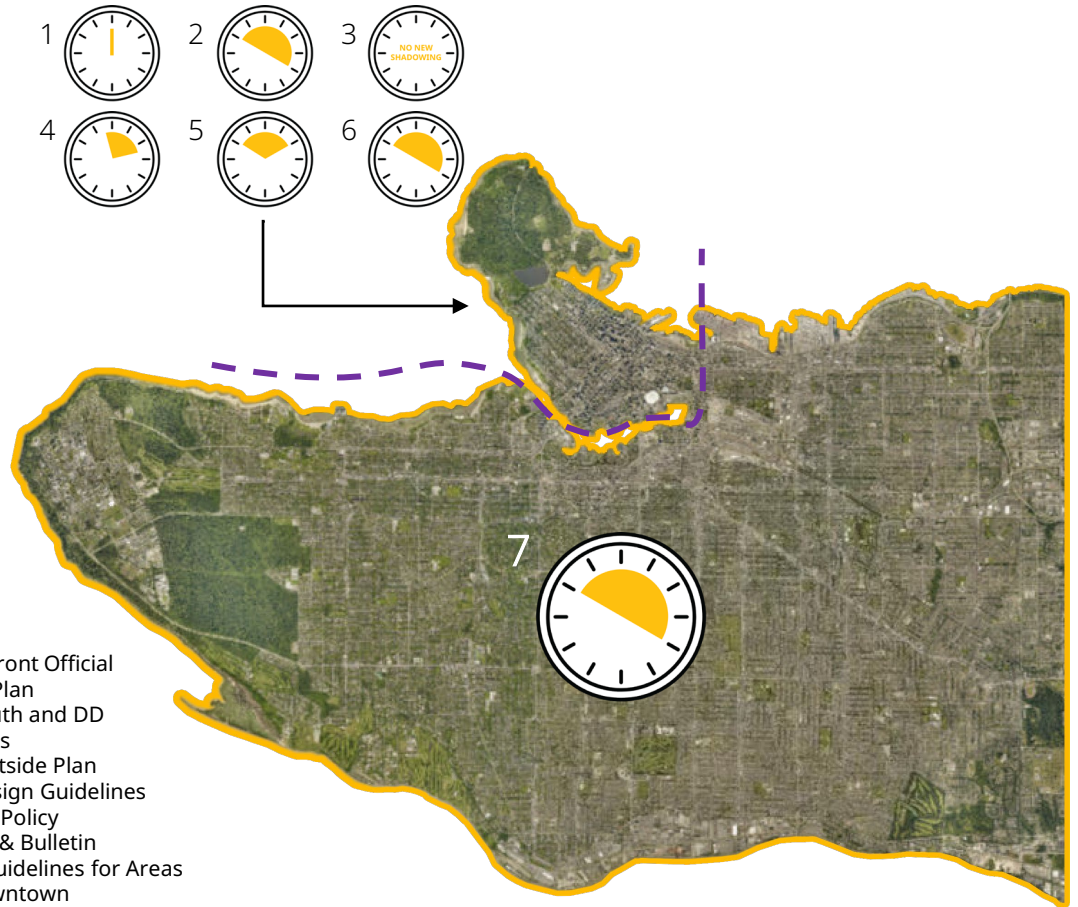 1
2
3
NO NEW
SHADOWING
4
5
6
7
ront Official
Plan
uth and DD
s
tside Plan
sign Guidelines
Policy
& Bulletin
uidelines for Areas
wntown